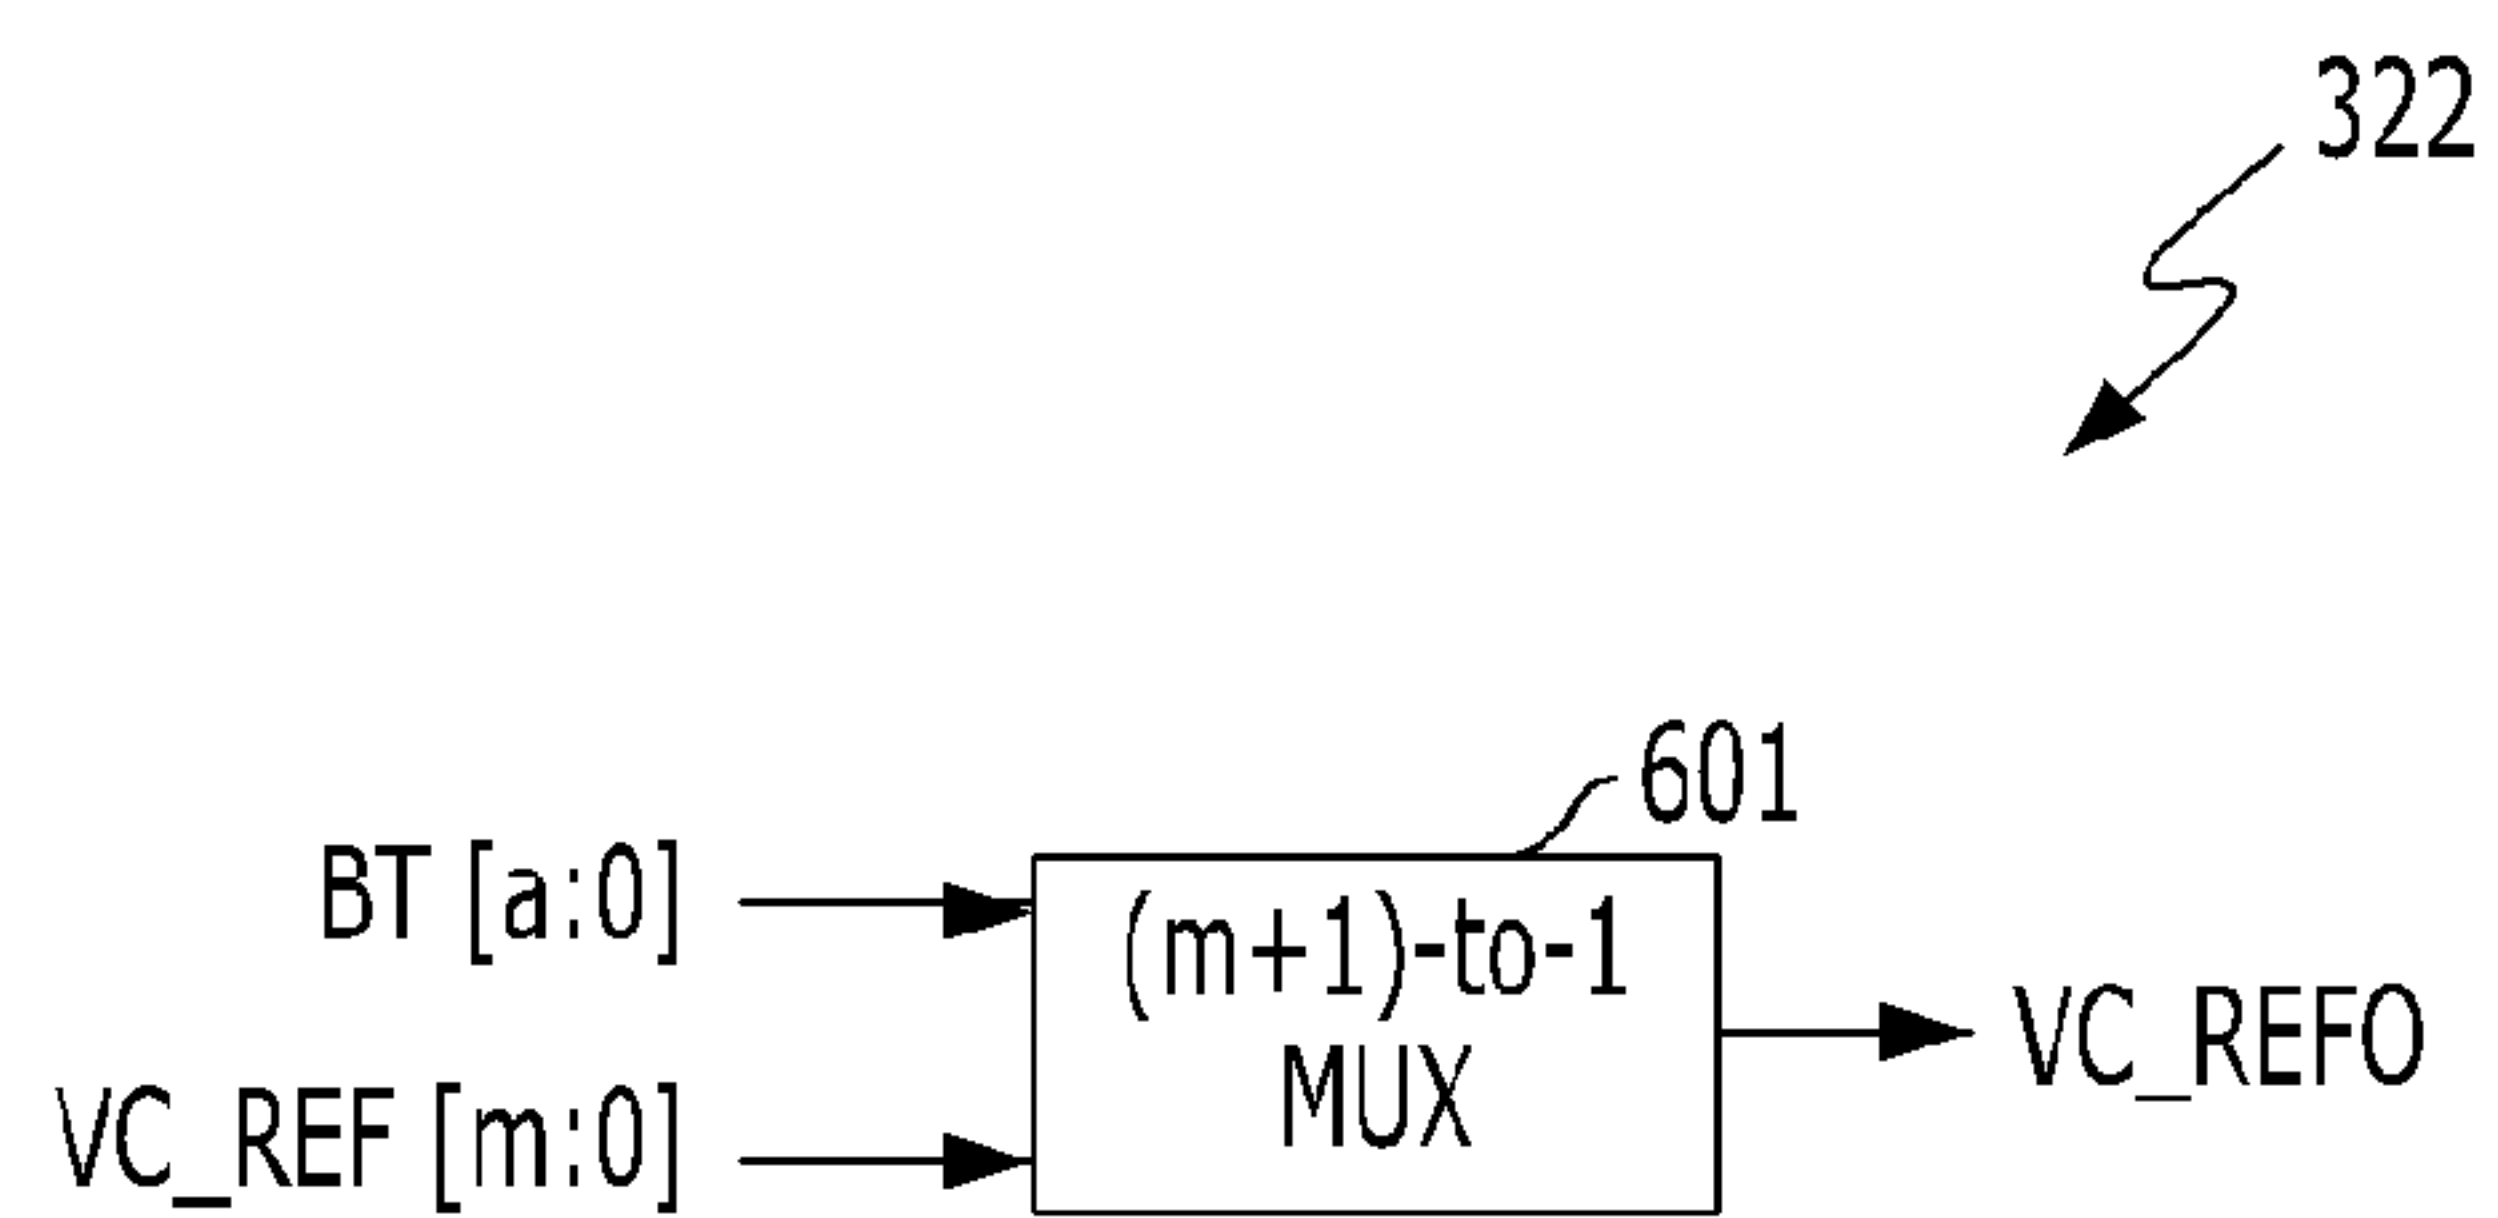 322
601
BT [a:0]
(m+1)-to-1
MUX
VC_REFO
VC_REF [m:0]